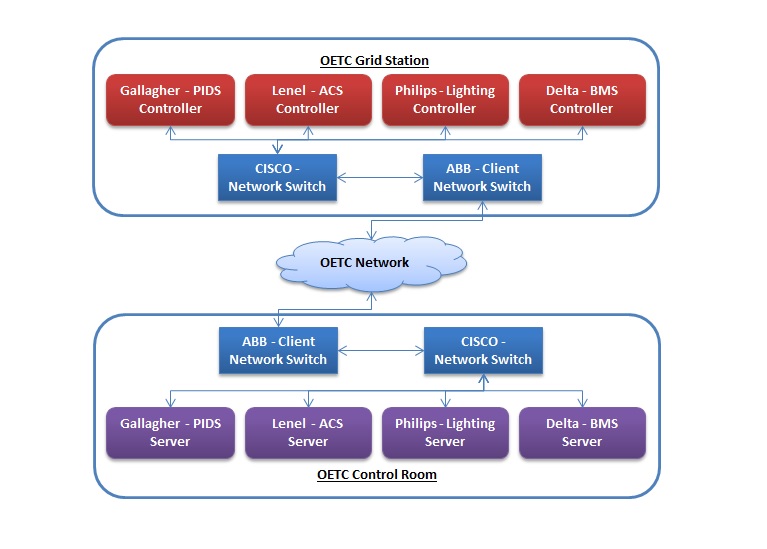 OETC Grid Station
Gallagher - PIDS
Controller
Lenel - ACS
Controller
Philips - Lighting
Controller
Delta - BMS
Controller
CISCO -
Network Switch
ABB - Client
Network Switch
OETC Network
ABB - Client
Network Switch
CISCO -
Network Switch
Gallagher - PIDS
Server
Lenel - ACS
Server
Philips - Lighting
Server
Delta - BMS
Server
OETC Control Room